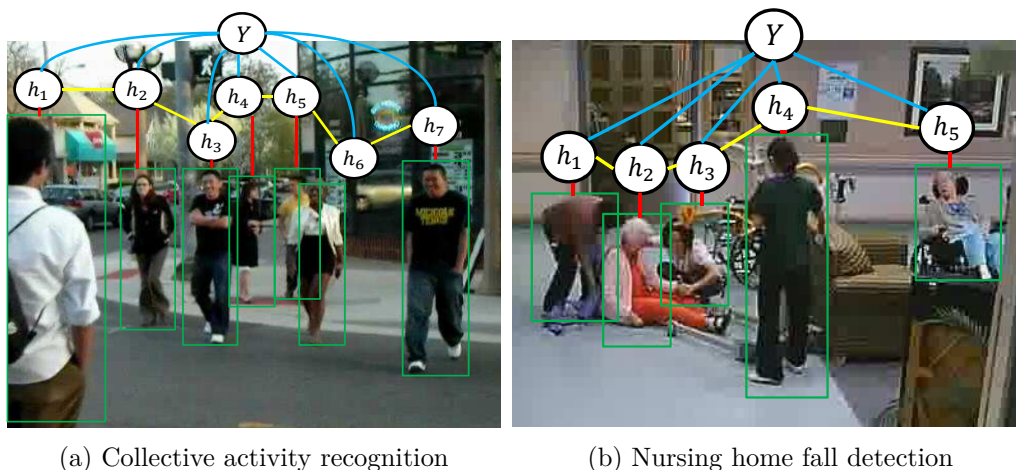 Y
h₁ h₂ h₃ h₄ h₅ h₆ h₇
Y
h₁ h₂ h₃ h₄ h₅
(a) Collective activity recognition
(b) Nursing home fall detection